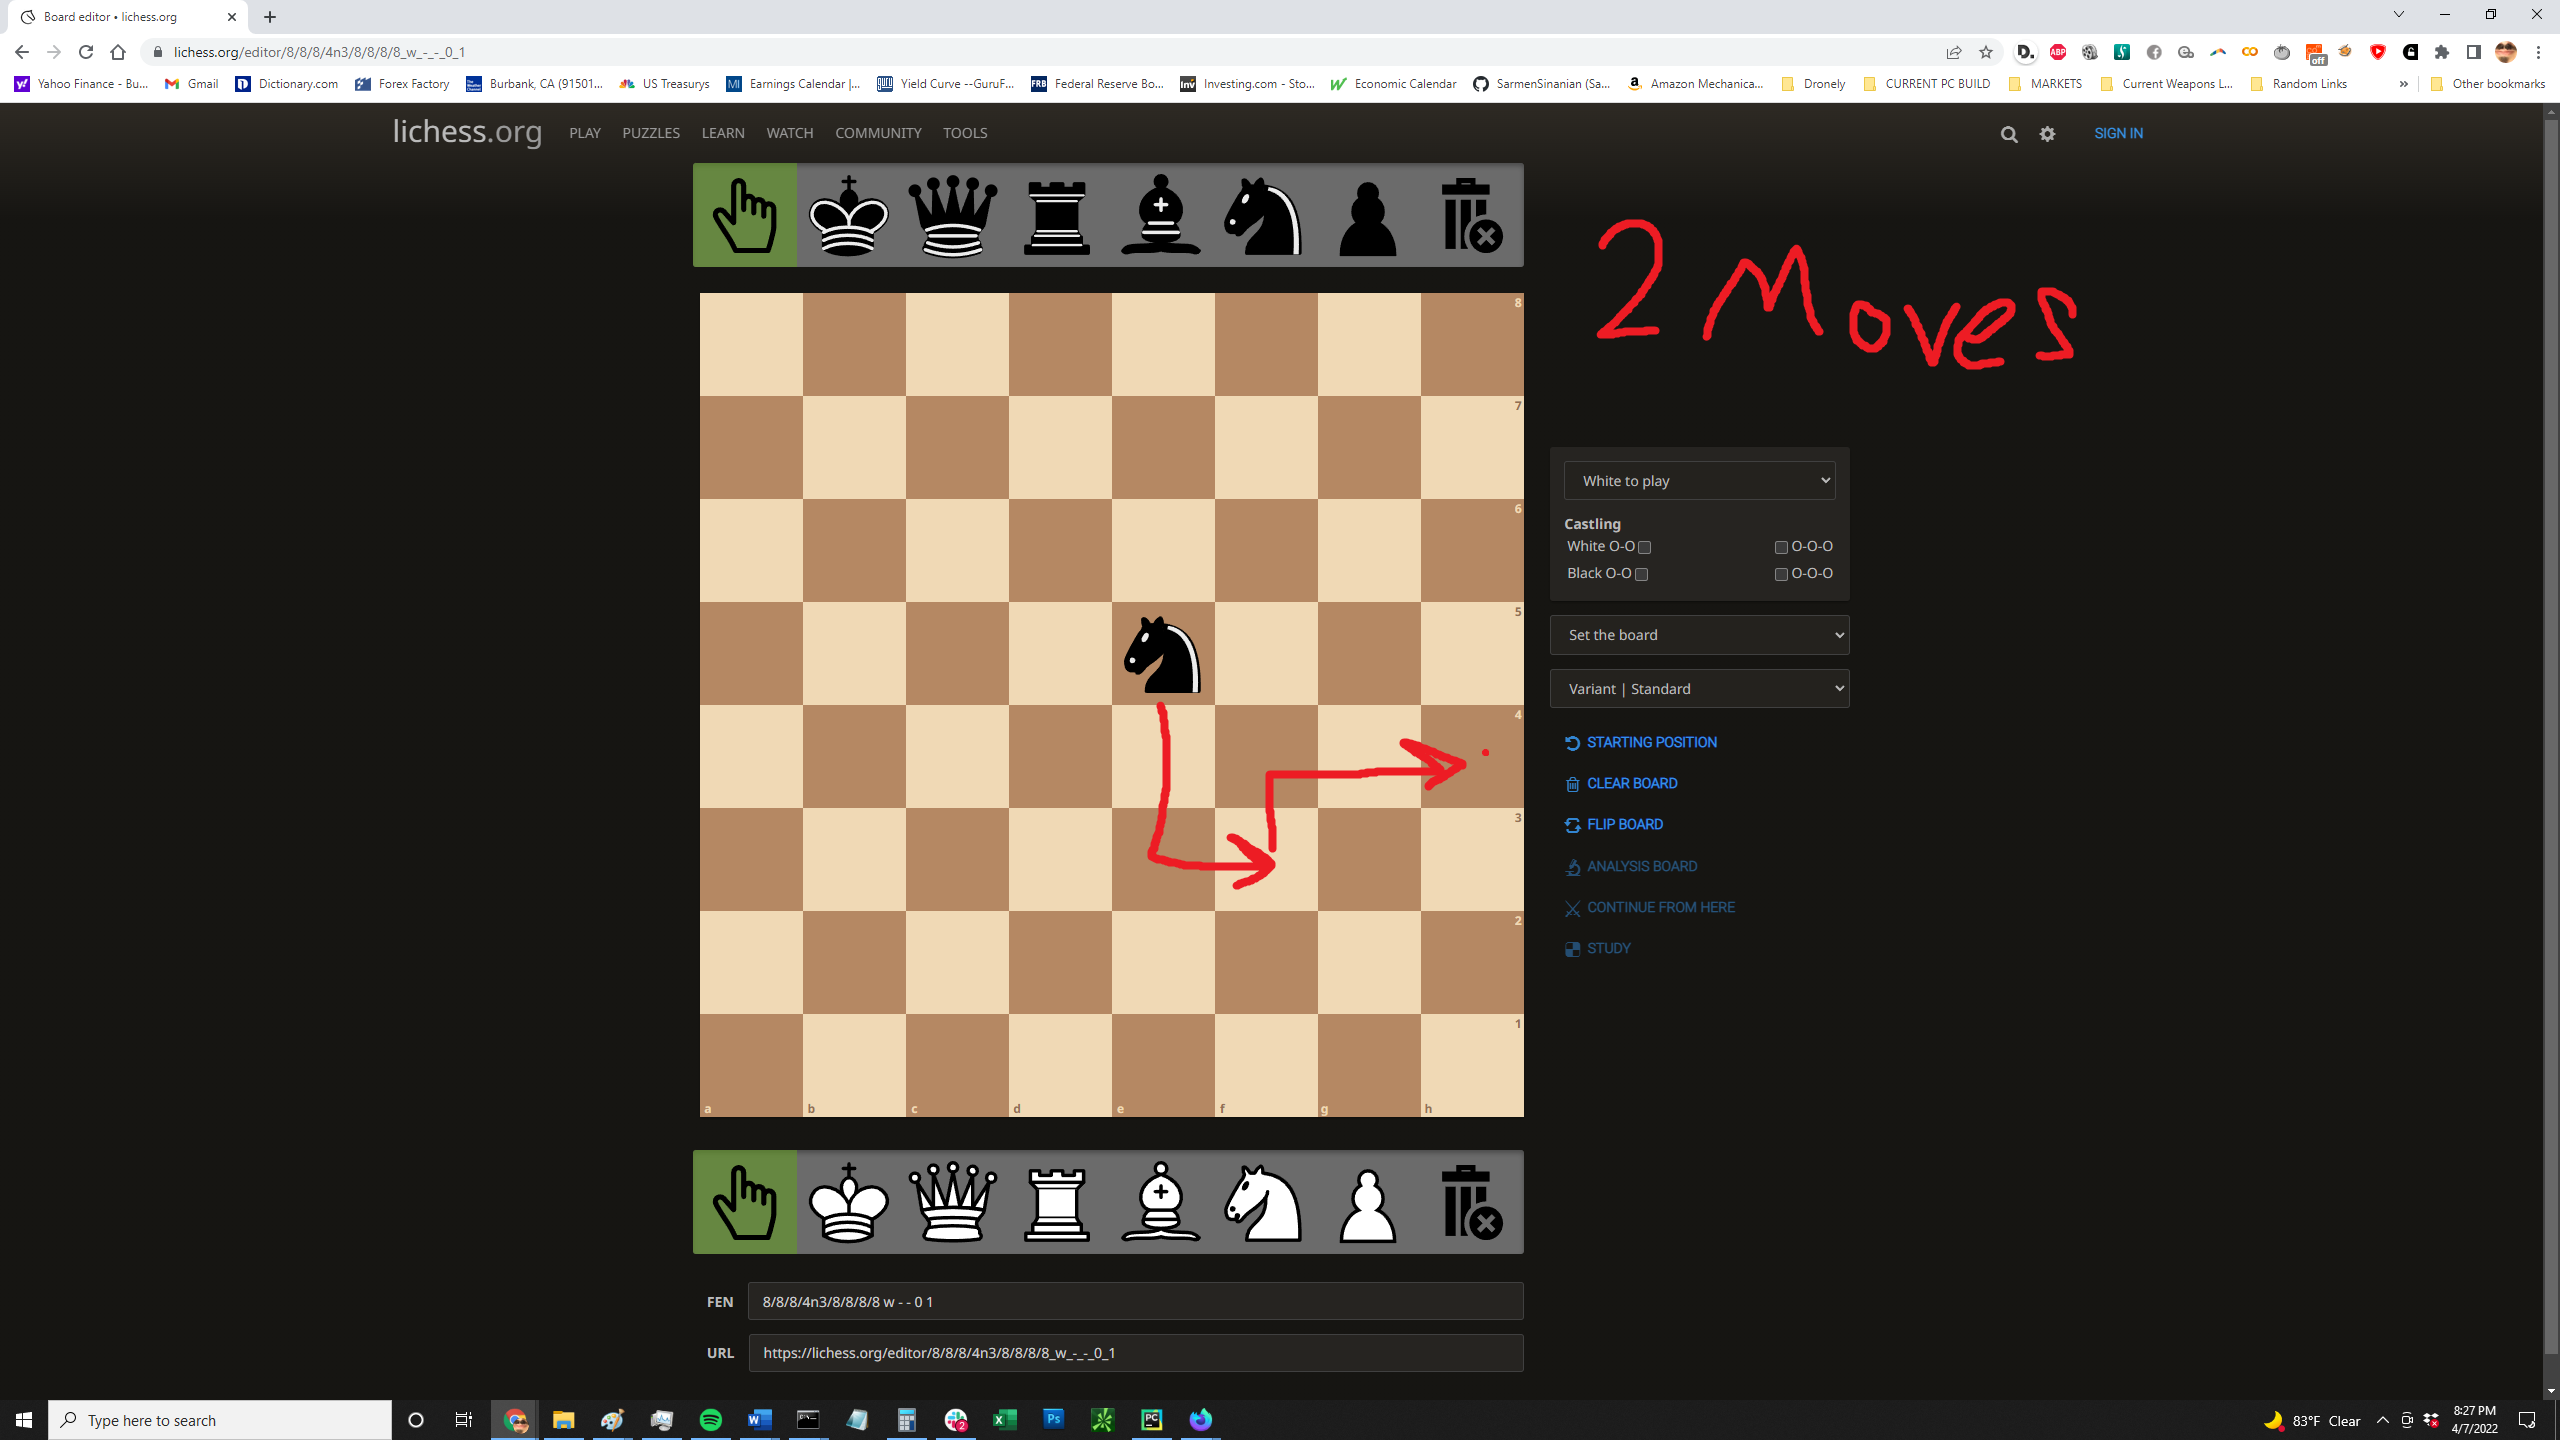 Board editor • lichess.org
lichess.org/editor/8/8/8/4n3/8/8/8/8_w_-_-_0_1
Yahoo Finance - Bu... Gmail Dictionary.com Forex Factory Burbank, CA (91501... US Treasurys Earnings Calendar |... Yield Curve --GuruF... Federal Reserve Bo... Investing.com - Sto... Economic Calendar SarmenSinanian (Sa... Amazon Mechanica... Dronely CURRENT PC BUILD MARKETS Current Weapons L... Random Links » Other bookmarks
lichess.org PLAY PUZZLES LEARN WATCH COMMUNITY TOOLS SIGN IN
2 Moves
8
7
6
5
4
3
2
1
a b c d e f g h
White to play
Castling
White O-O O-O-O
Black O-O O-O-O
Set the board
Variant | Standard
STARTING POSITION
CLEAR BOARD
FLIP BOARD
ANALYSIS BOARD
CONTINUE FROM HERE
STUDY
FEN 8/8/8/4n3/8/8/8/8 w - - 0 1
URL https://lichess.org/editor/8/8/8/4n3/8/8/8/8_w_-_-_0_1
Type here to search
83°F Clear
8:27 PM
4/7/2022